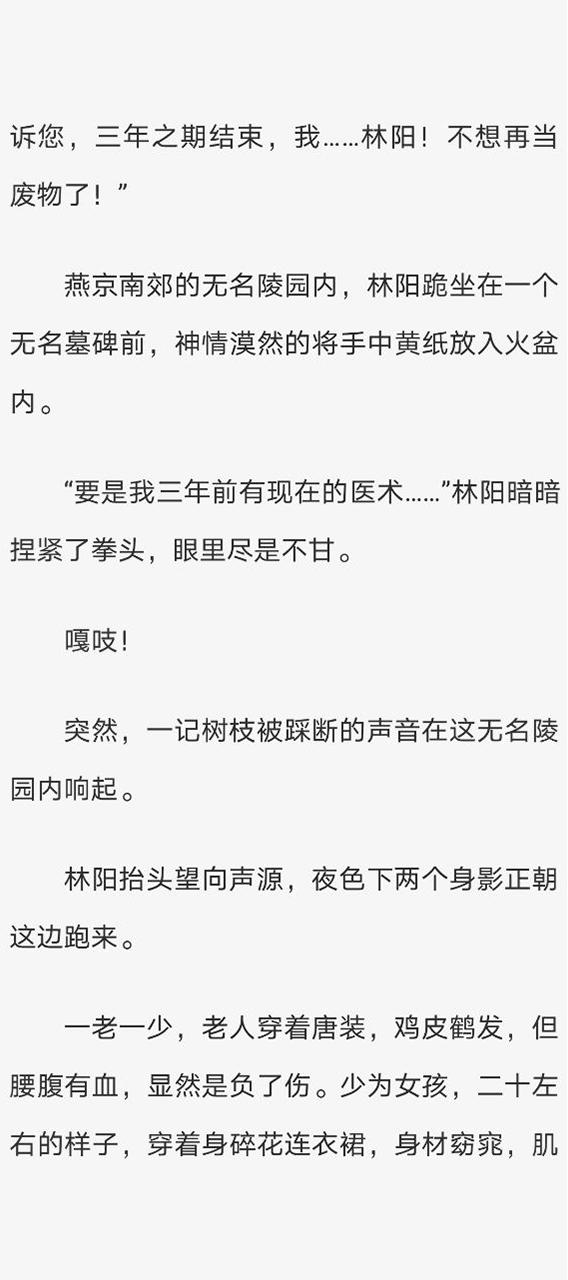 诉您，三年之期结束，我……林阳！不想再当
废物了！”
燕京南郊的无名陵园内，林阳跪坐在一个
无名墓碑前，神情漠然的将手中黄纸放入火盆
内。
“要是我三年前有现在的医术……”林阳暗暗
捏紧了拳头，眼里尽是不甘。
嘎吱！
突然，一记树枝被踩断的声音在这无名陵
园内响起。
林阳抬头望向声源，夜色下两个身影正朝
这边跑来。
一老一少，老人穿着唐装，鸡皮鹤发，但
腰腹有血，显然是负了伤。少为女孩，二十左
右的样子，穿着身碎花连衣裙，身材窈窕，肌